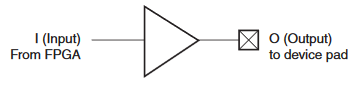 I (Input)
From FPGA
O (Output)
to device pad